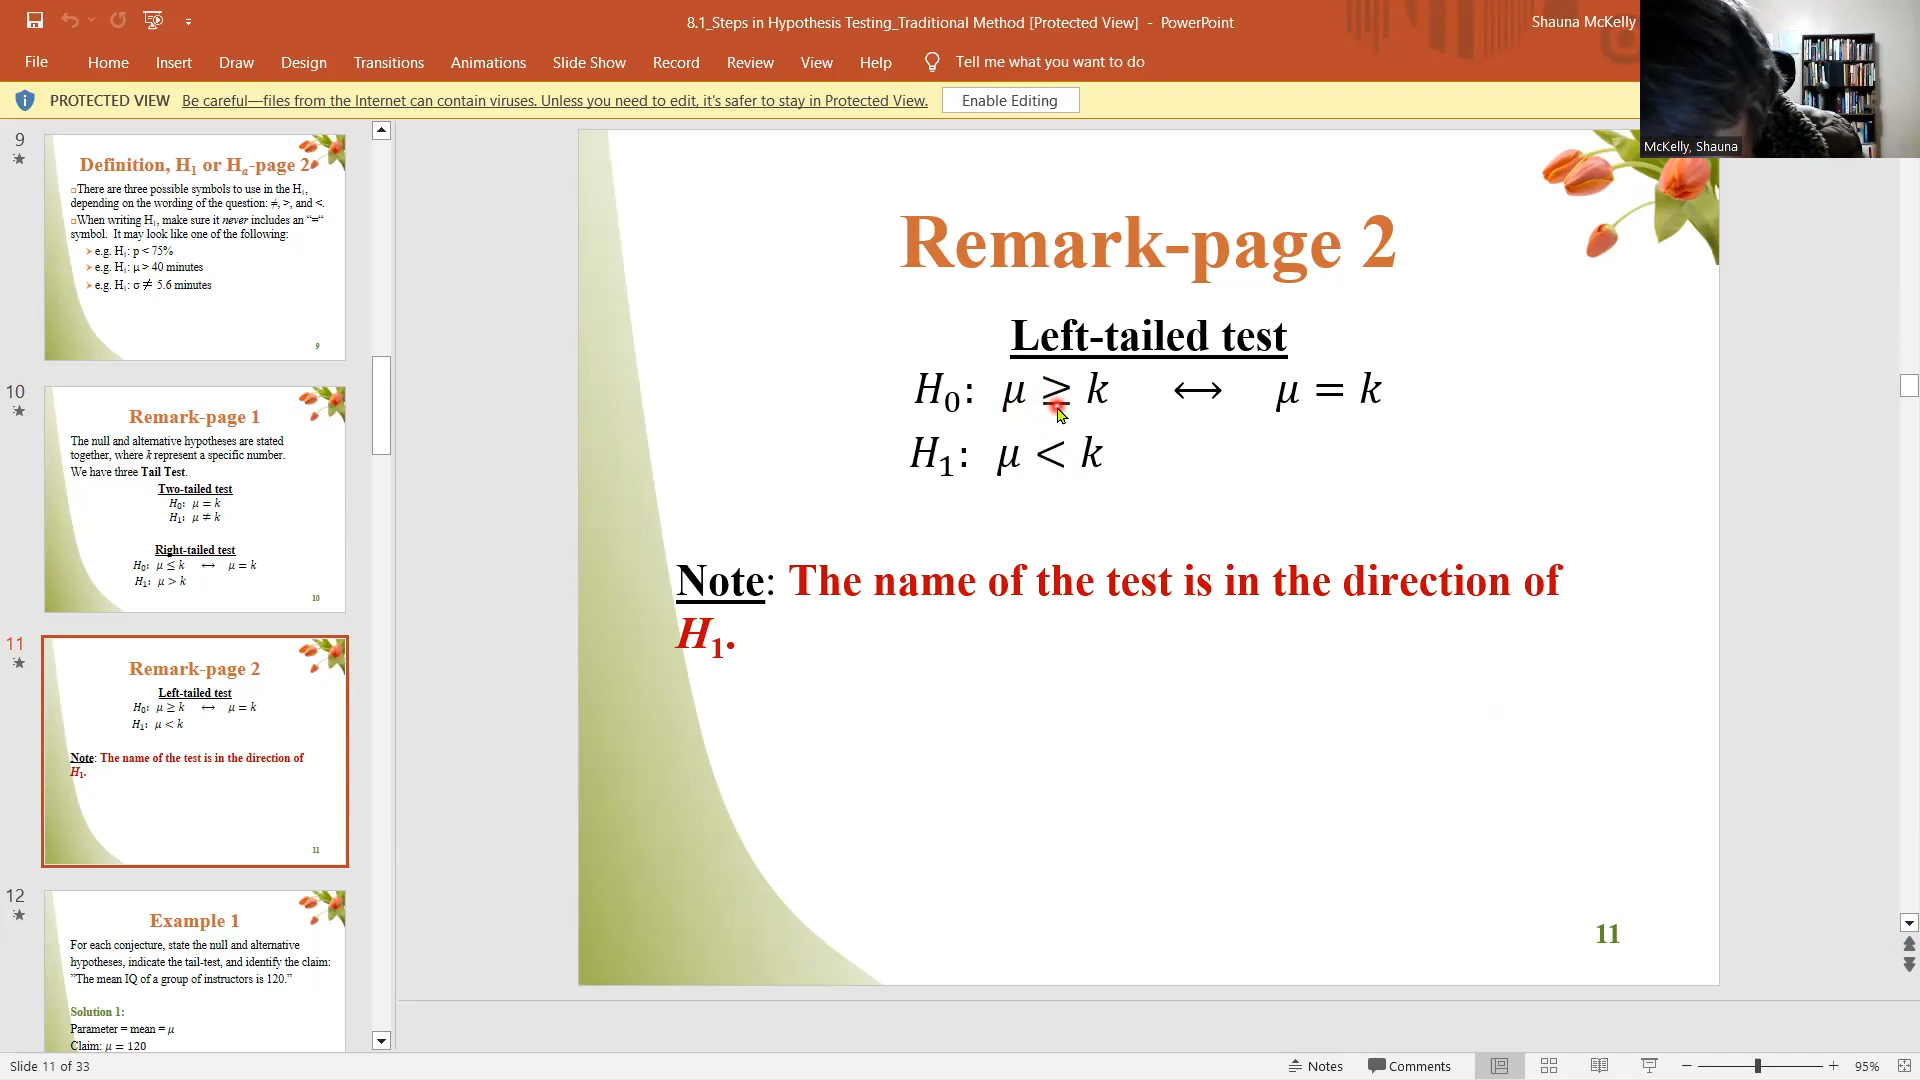 8.1_Steps in Hypothesis Testing_Traditional Method [Protected View] - PowerPoint
Shauna McKelly
File Home Insert Draw Design Transitions Animations Slide Show Record Review View Help Tell me what you want to do
PROTECTED VIEW Be careful—files from the Internet can contain viruses. Unless you need to edit, it's safer to stay in Protected View. Enable Editing
McKelly, Shauna
9
Definition, H₁ or Hₐ-page 2
There are three possible symbols to use in the H₁,
depending on the wording of the question: ≠, >, and <.
When writing H₁, make sure it never includes an “=“
symbol. It may look like one of the following:
e.g. H₁: p < 75%
e.g. H₁: μ > 40 minutes
e.g. H₁: σ ≠ 5.6 minutes
9
10
Remark-page 1
The null and alternative hypotheses are stated
together, where k represent a specific number.
We have three Tail Test.
Two-tailed test
H₀: μ = k
H₁: μ ≠ k
Right-tailed test
H₀: μ ≤ k ↔ μ = k
H₁: μ > k
10
11
Remark-page 2
Left-tailed test
H₀: μ ≥ k ↔ μ = k
H₁: μ < k
Note: The name of the test is in the direction of
H₁.
11
12
Example 1
For each conjecture, state the null and alternative
hypotheses, indicate the tail-test, and identify the claim:
”The mean IQ of a group of instructors is 120.”
Solution 1:
Parameter = mean = μ
Claim: μ = 120
Remark-page 2
Left-tailed test
H₀: μ ≥ k ↔ μ = k
H₁: μ < k
Note: The name of the test is in the direction of
H₁.
11
Slide 11 of 33
Notes Comments 95%